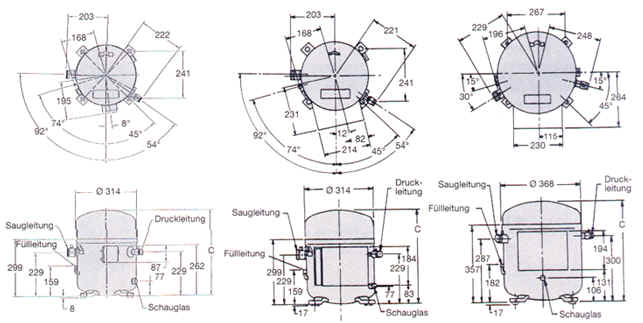 203
168
222
241
195
74°
8°
92°
45°
54°
203
168
221
241
231
12°
82
92°
74°
214
45°
54°
267
229
196
248
15°
15°
30°
264
45°
115
230
Ø 314
Saugleitung
Druckleitung
Füllleitung
C
299
229
159
87
77
229
262
8
Schauglas
Ø 314
Saugleitung
Druck-
leitung
Füllleitung
C
299
229
159
184
229
77
83
17
Schauglas
Ø 368
Saugleitung
Druck-
leitung
Füllleitung
C
357
287
182
194
300
106
131
17
Schauglas